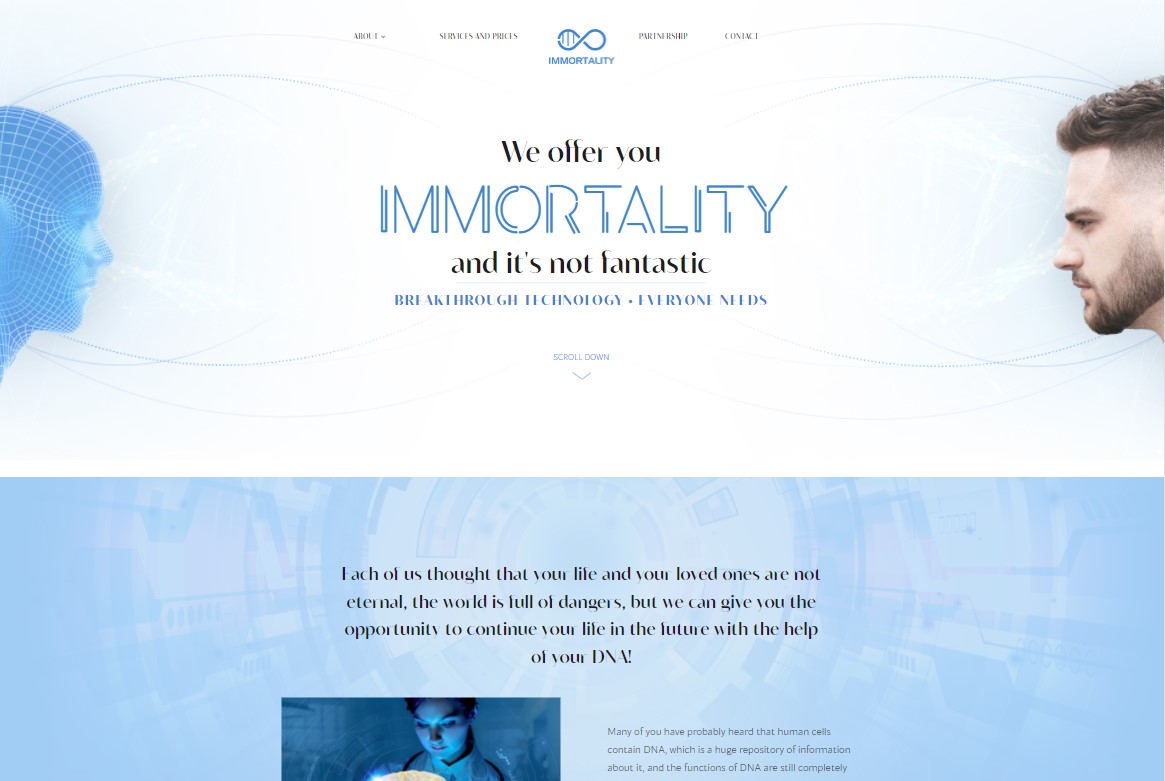 ABOUT
SERVICES AND PRICES
IMMORTALITY
PARTNERSHIP
CONTACT
We offer you
IMMORTALITY
and it's not fantastic
BREAKTHROUGH TECHNOLOGY • EVERYONE NEEDS
SCROLL DOWN
Each of us thought that your life and your loved ones are not
eternal, the world is full of dangers, but we can give you the
opportunity to continue your life in the future with the help
of your DNA!
Many of you have probably heard that human cells
contain DNA, which is a huge repository of information
about it, and the functions of DNA are still completely